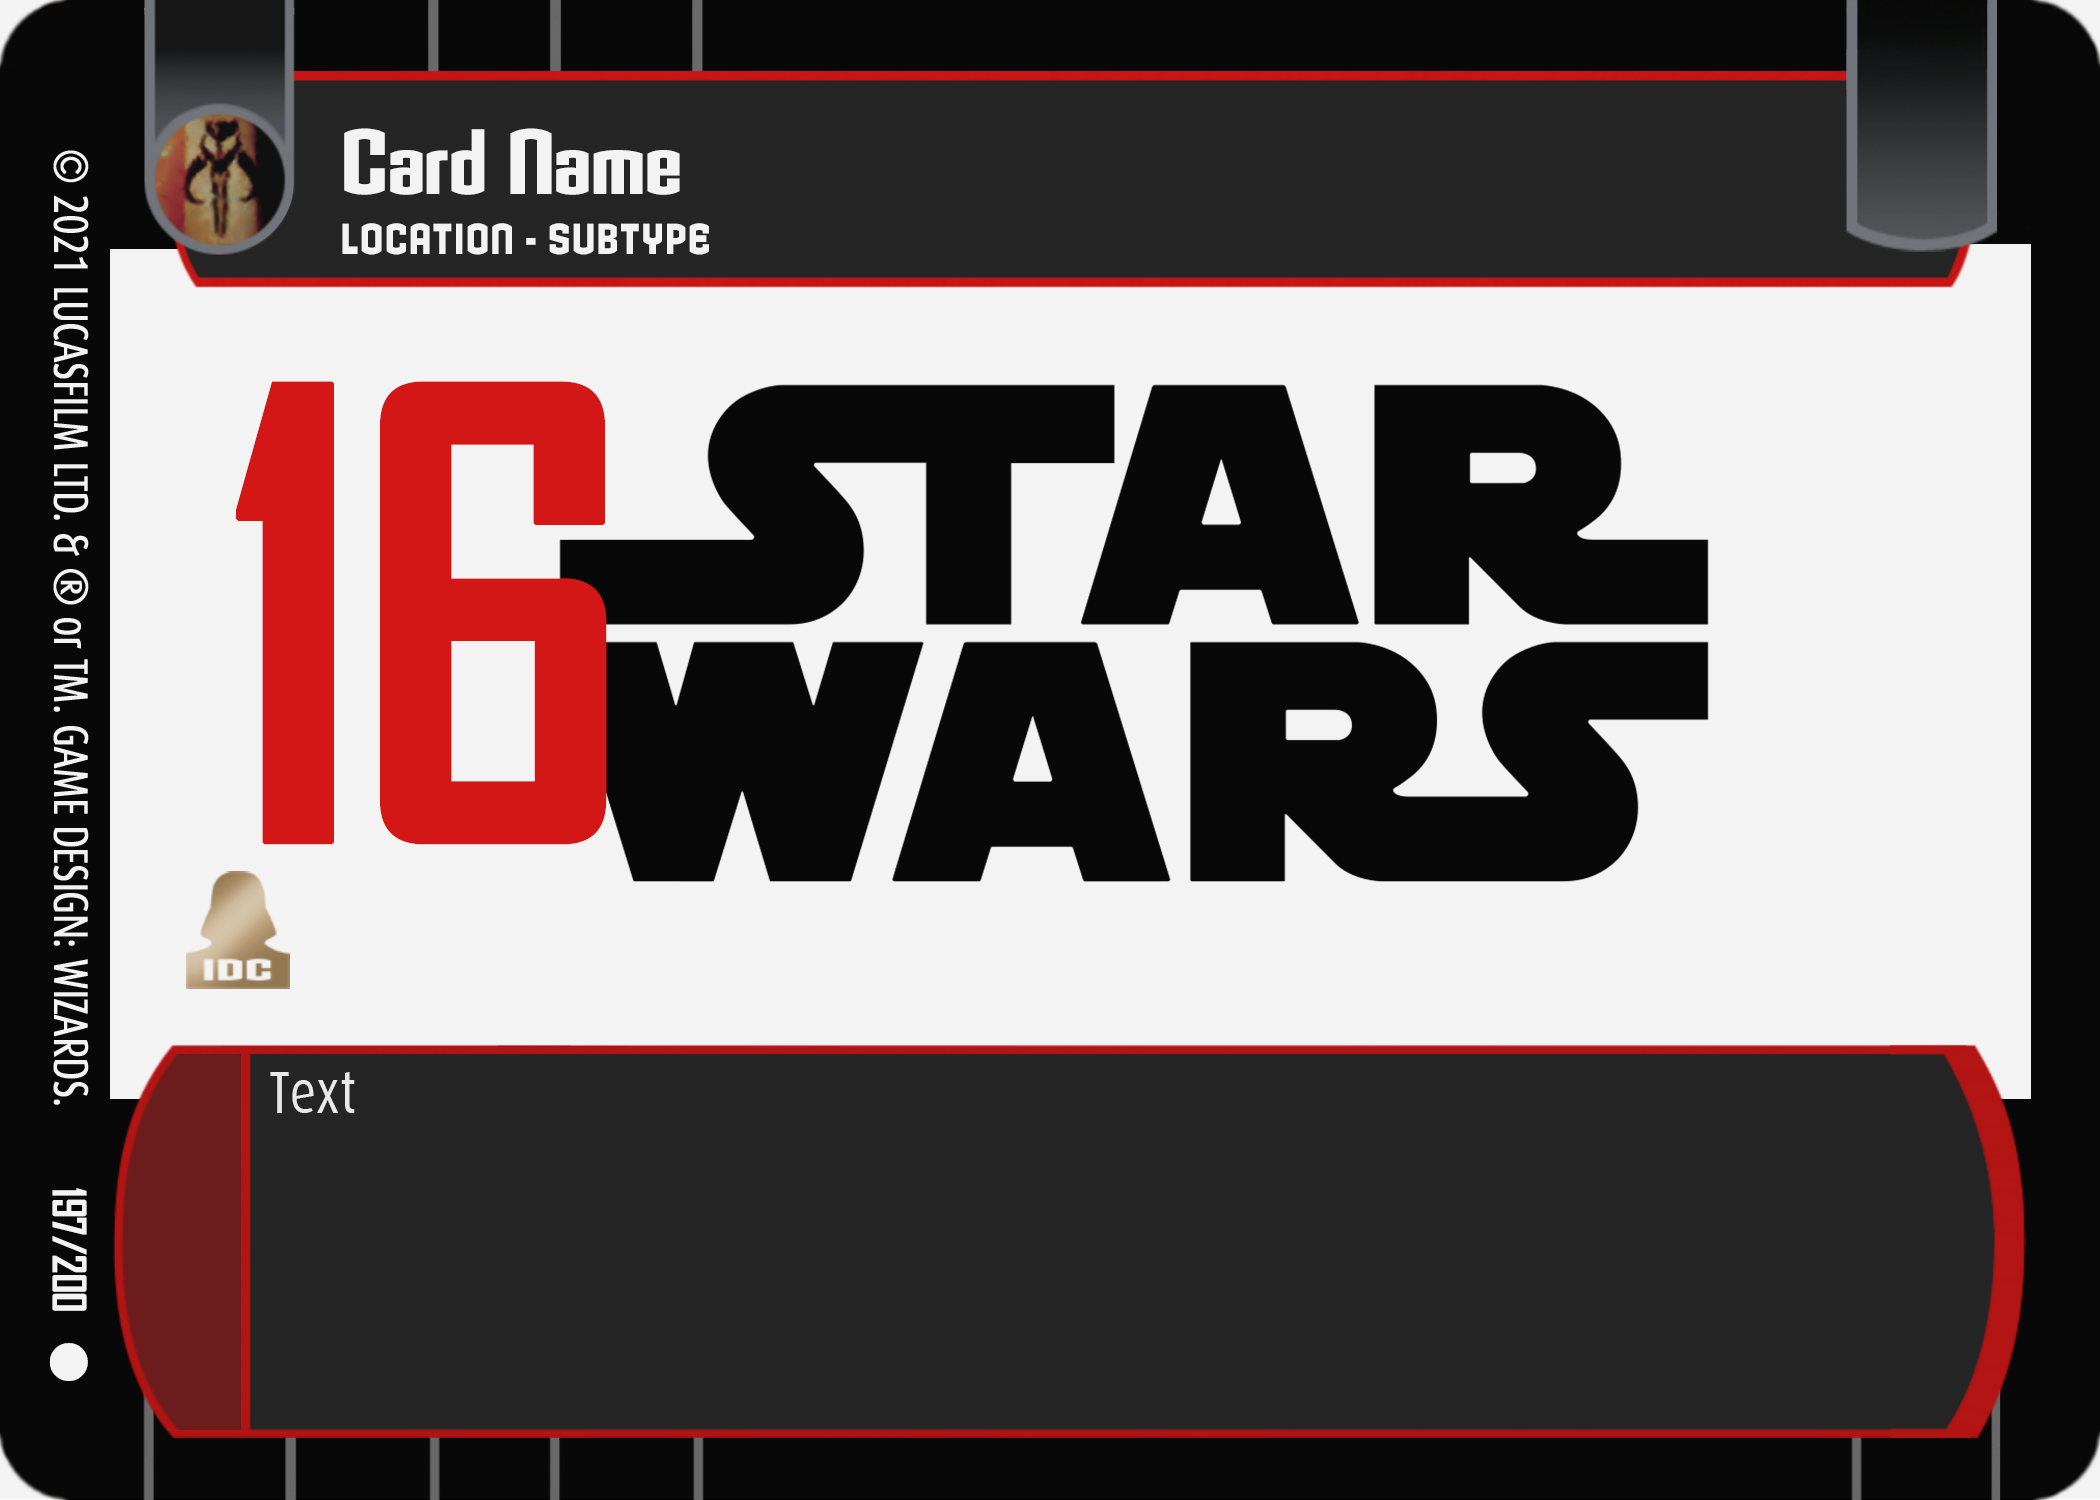 Card Name
LOCATION - SUBTYPE
16
STAR
WARS
IDC
Text
© 2021 LUCASFILM LTD. & ® or TM. GAME DESIGN: WIZARDS.
197/200